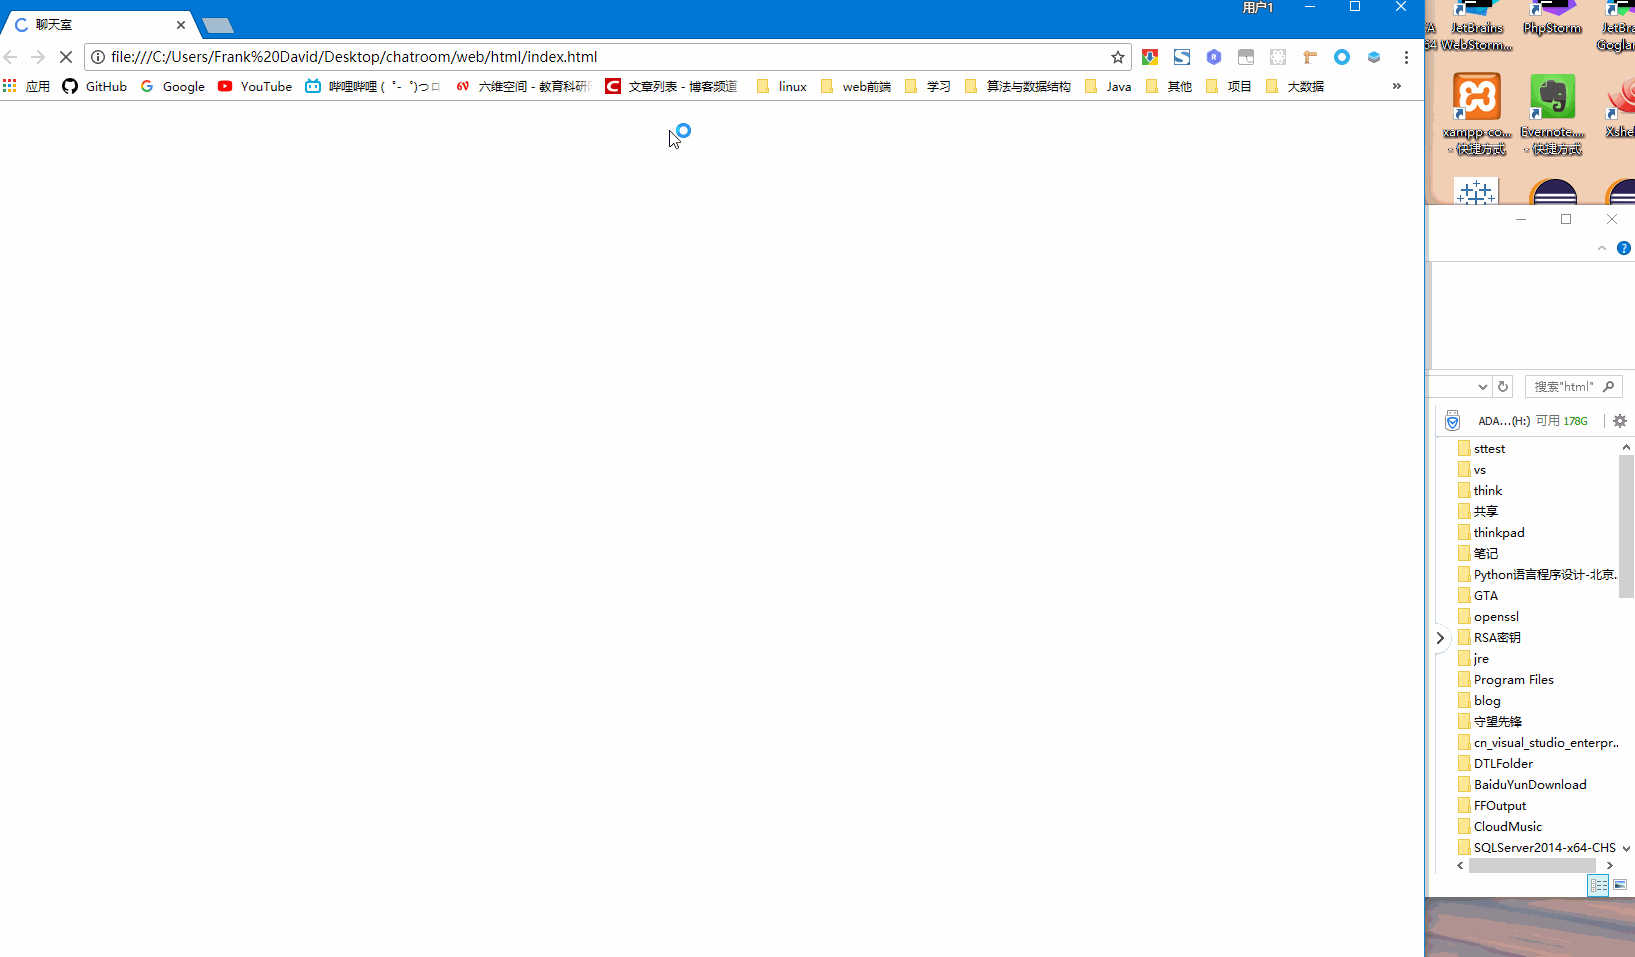 聊天室
用户1
file:///C:/Users/Frank%20David/Desktop/chatroom/web/html/index.html
应用 GitHub Google YouTube 哔哩哔哩 ( ゜- ゜)つロ 六维空间 - 教育科研 文章列表 - 博客频道 linux web前端 学习 算法与数据结构 Java 其他 项目 大数据 »
JetBrains WebStorm...
PhpStorm
JetBra
Goglan
64
xampp-co...
- 快捷方式
Evernote....
- 快捷方式
Xshel
搜索"html"
ADA...(H:) 可用 178G
sttest
vs
think
共享
thinkpad
笔记
Python语言程序设计-北京..
GTA
openssl
RSA密钥
jre
Program Files
blog
守望先锋
cn_visual_studio_enterpr..
DTLFolder
BaiduYunDownload
FFOutput
CloudMusic
SQLServer2014-x64-CHS